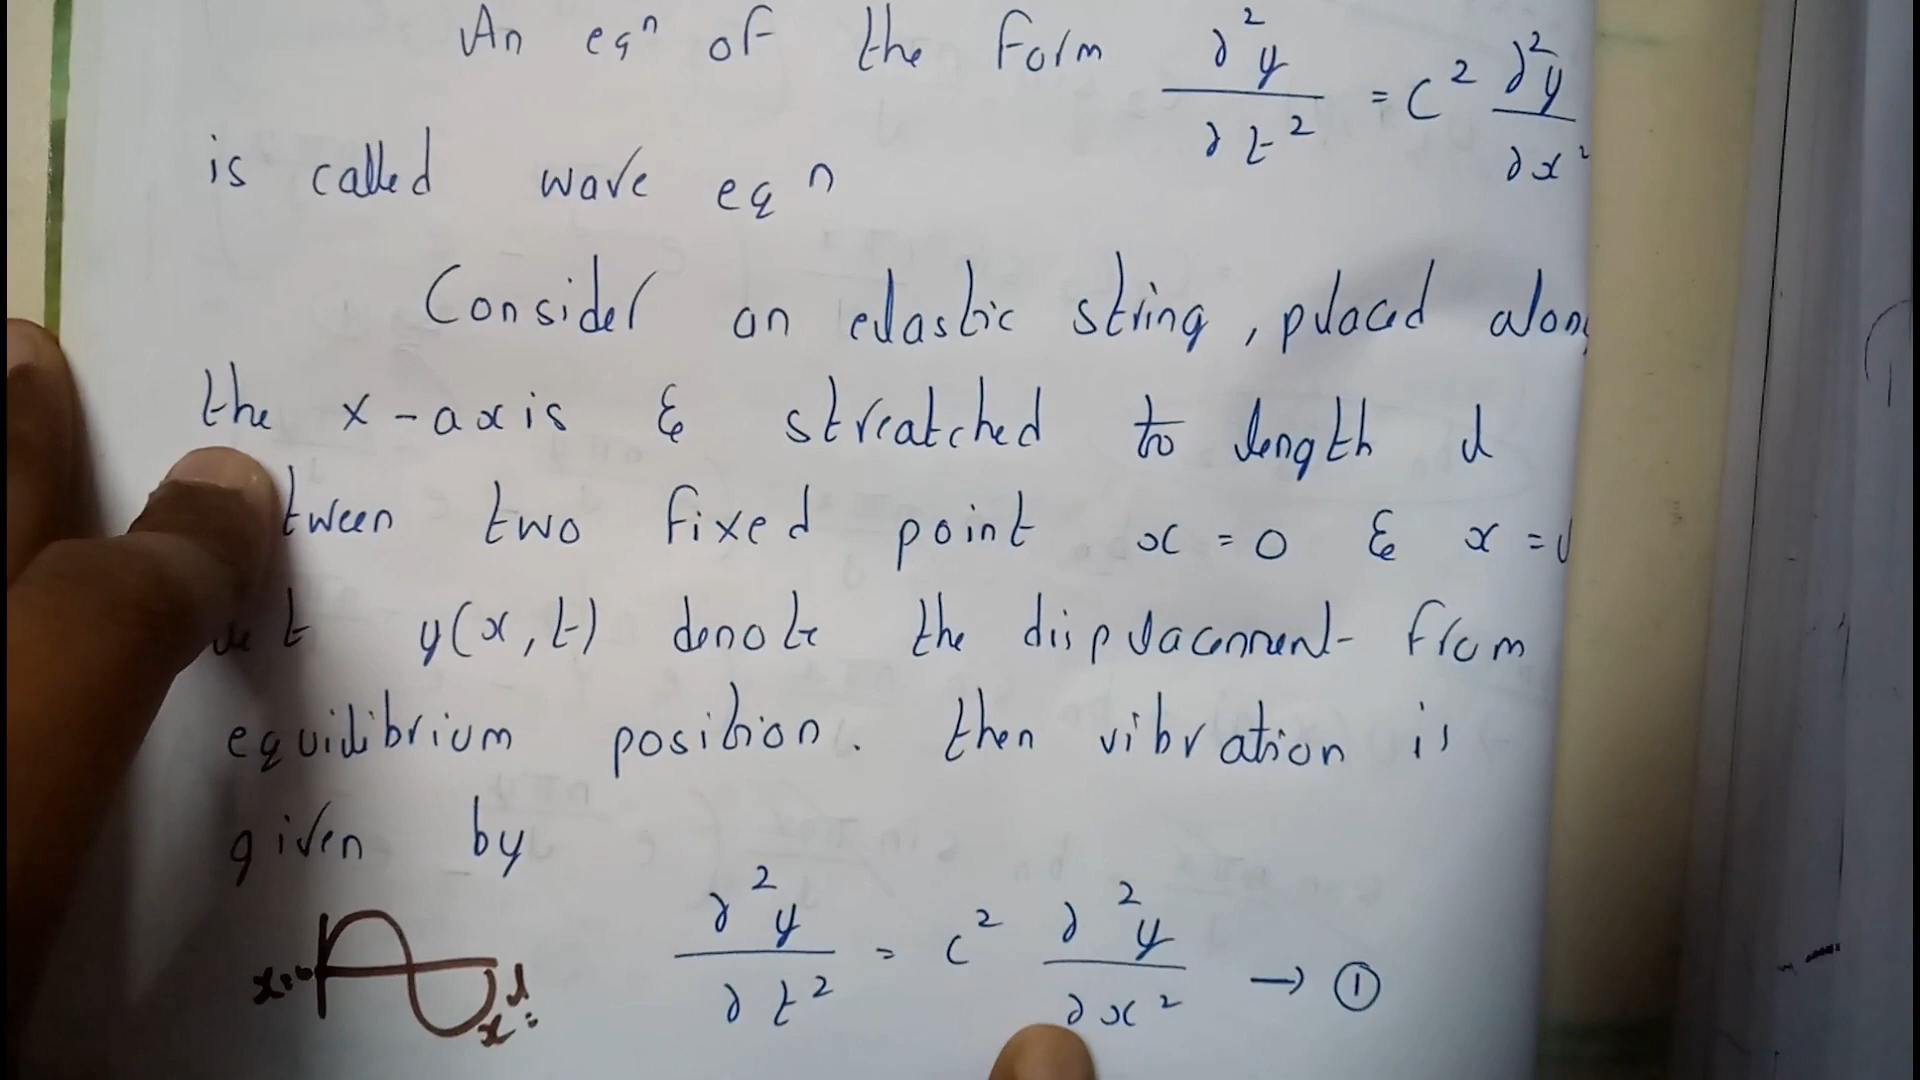 An eqⁿ of the form ∂²y/∂t² = c² ∂²y/∂x²
is called wave eqⁿ
Consider an elastic string, placed along
the x-axis & streatched to length l
tween two fixed point x = 0 & x = l
let y(x,t) denote the displacement from
equilibrium position. then vibration is
given by
∂²y/∂t² = c² ∂²y/∂x² → ①
x=0
l
x=